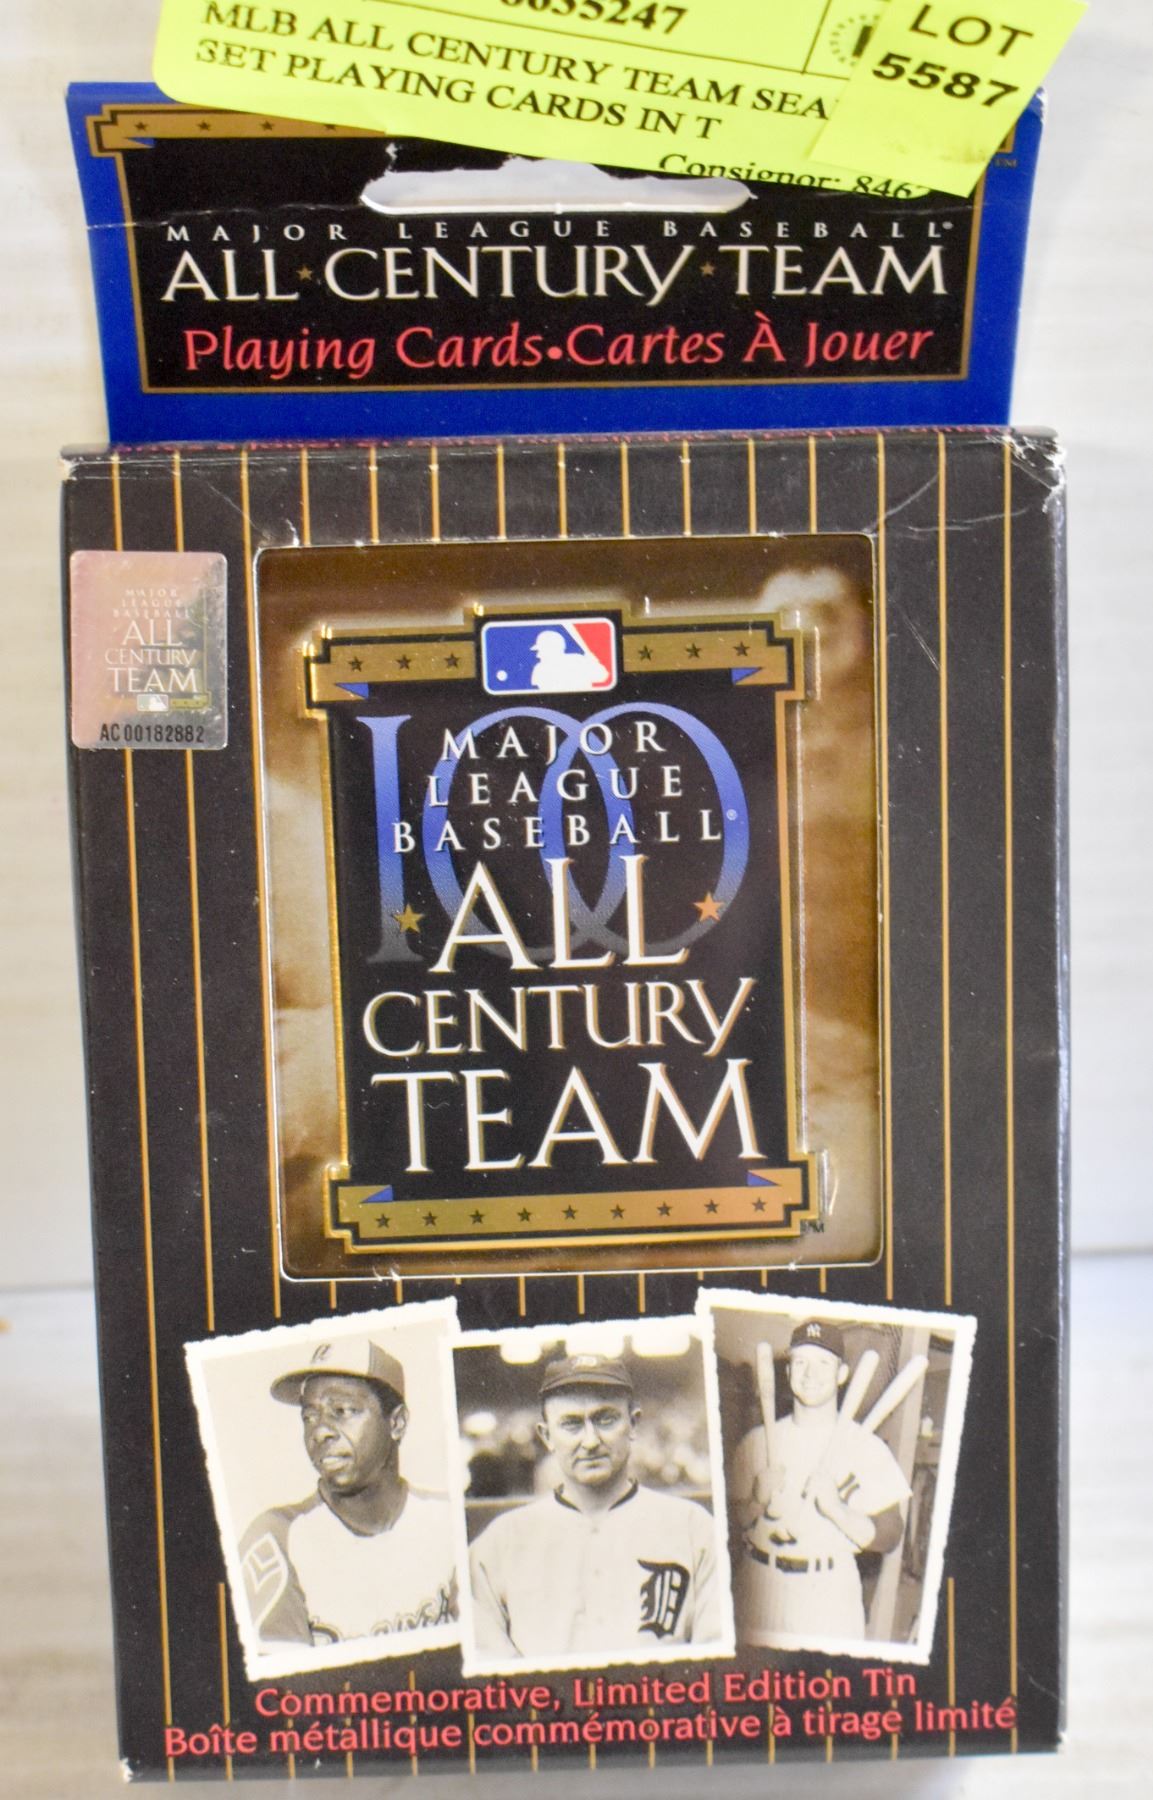 MLB ALL CENTURY TEAM
SET PLAYING CARDS IN T
LOT
5587
MAJOR LEAGUE BASEBALL®
ALL CENTURY TEAM
Playing Cards•Cartes À Jouer
MAJOR
LEAGUE
BASEBALL
ALL
CENTURY
TEAM
AC00182882
100
MAJOR
LEAGUE
BASEBALL®
ALL
CENTURY
TEAM
TM
NY
D
D
Commemorative, Limited Edition Tin
Boîte métallique commémorative à tirage limité